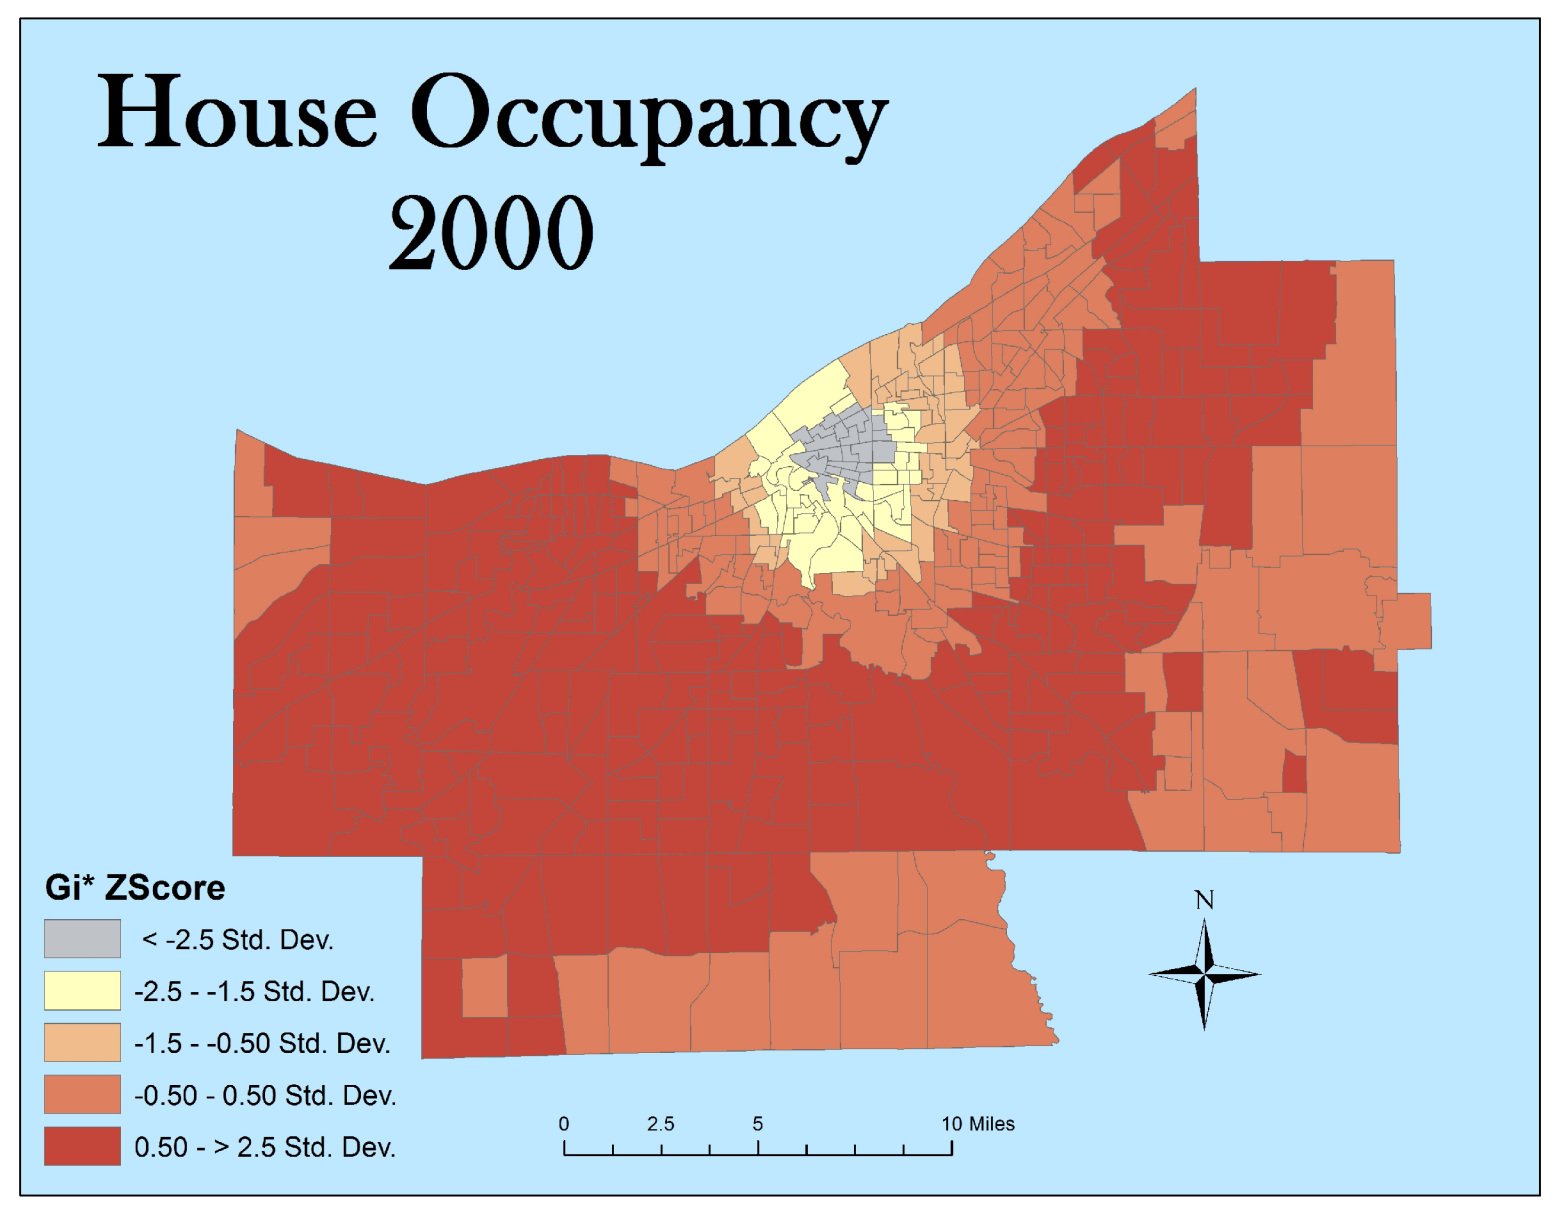 House Occupancy
2000
Gi* ZScore
< -2.5 Std. Dev.
-2.5 - -1.5 Std. Dev.
-1.5 - -0.50 Std. Dev.
-0.50 - 0.50 Std. Dev.
0.50 - > 2.5 Std. Dev.
N
0 2.5 5 10 Miles